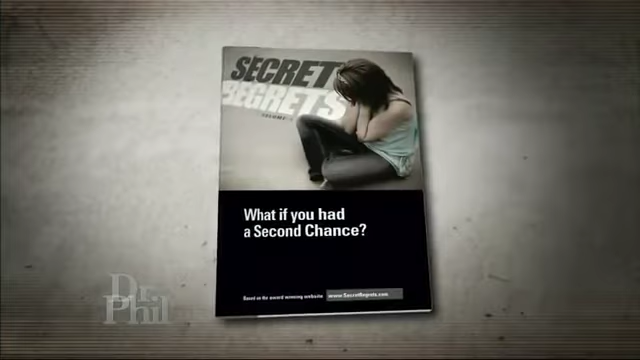 SECRET
REGRETS
VOLUME
What if you had
a Second Chance?
Based on the award winning website www.SecretRegrets.com
Dr.
Phil